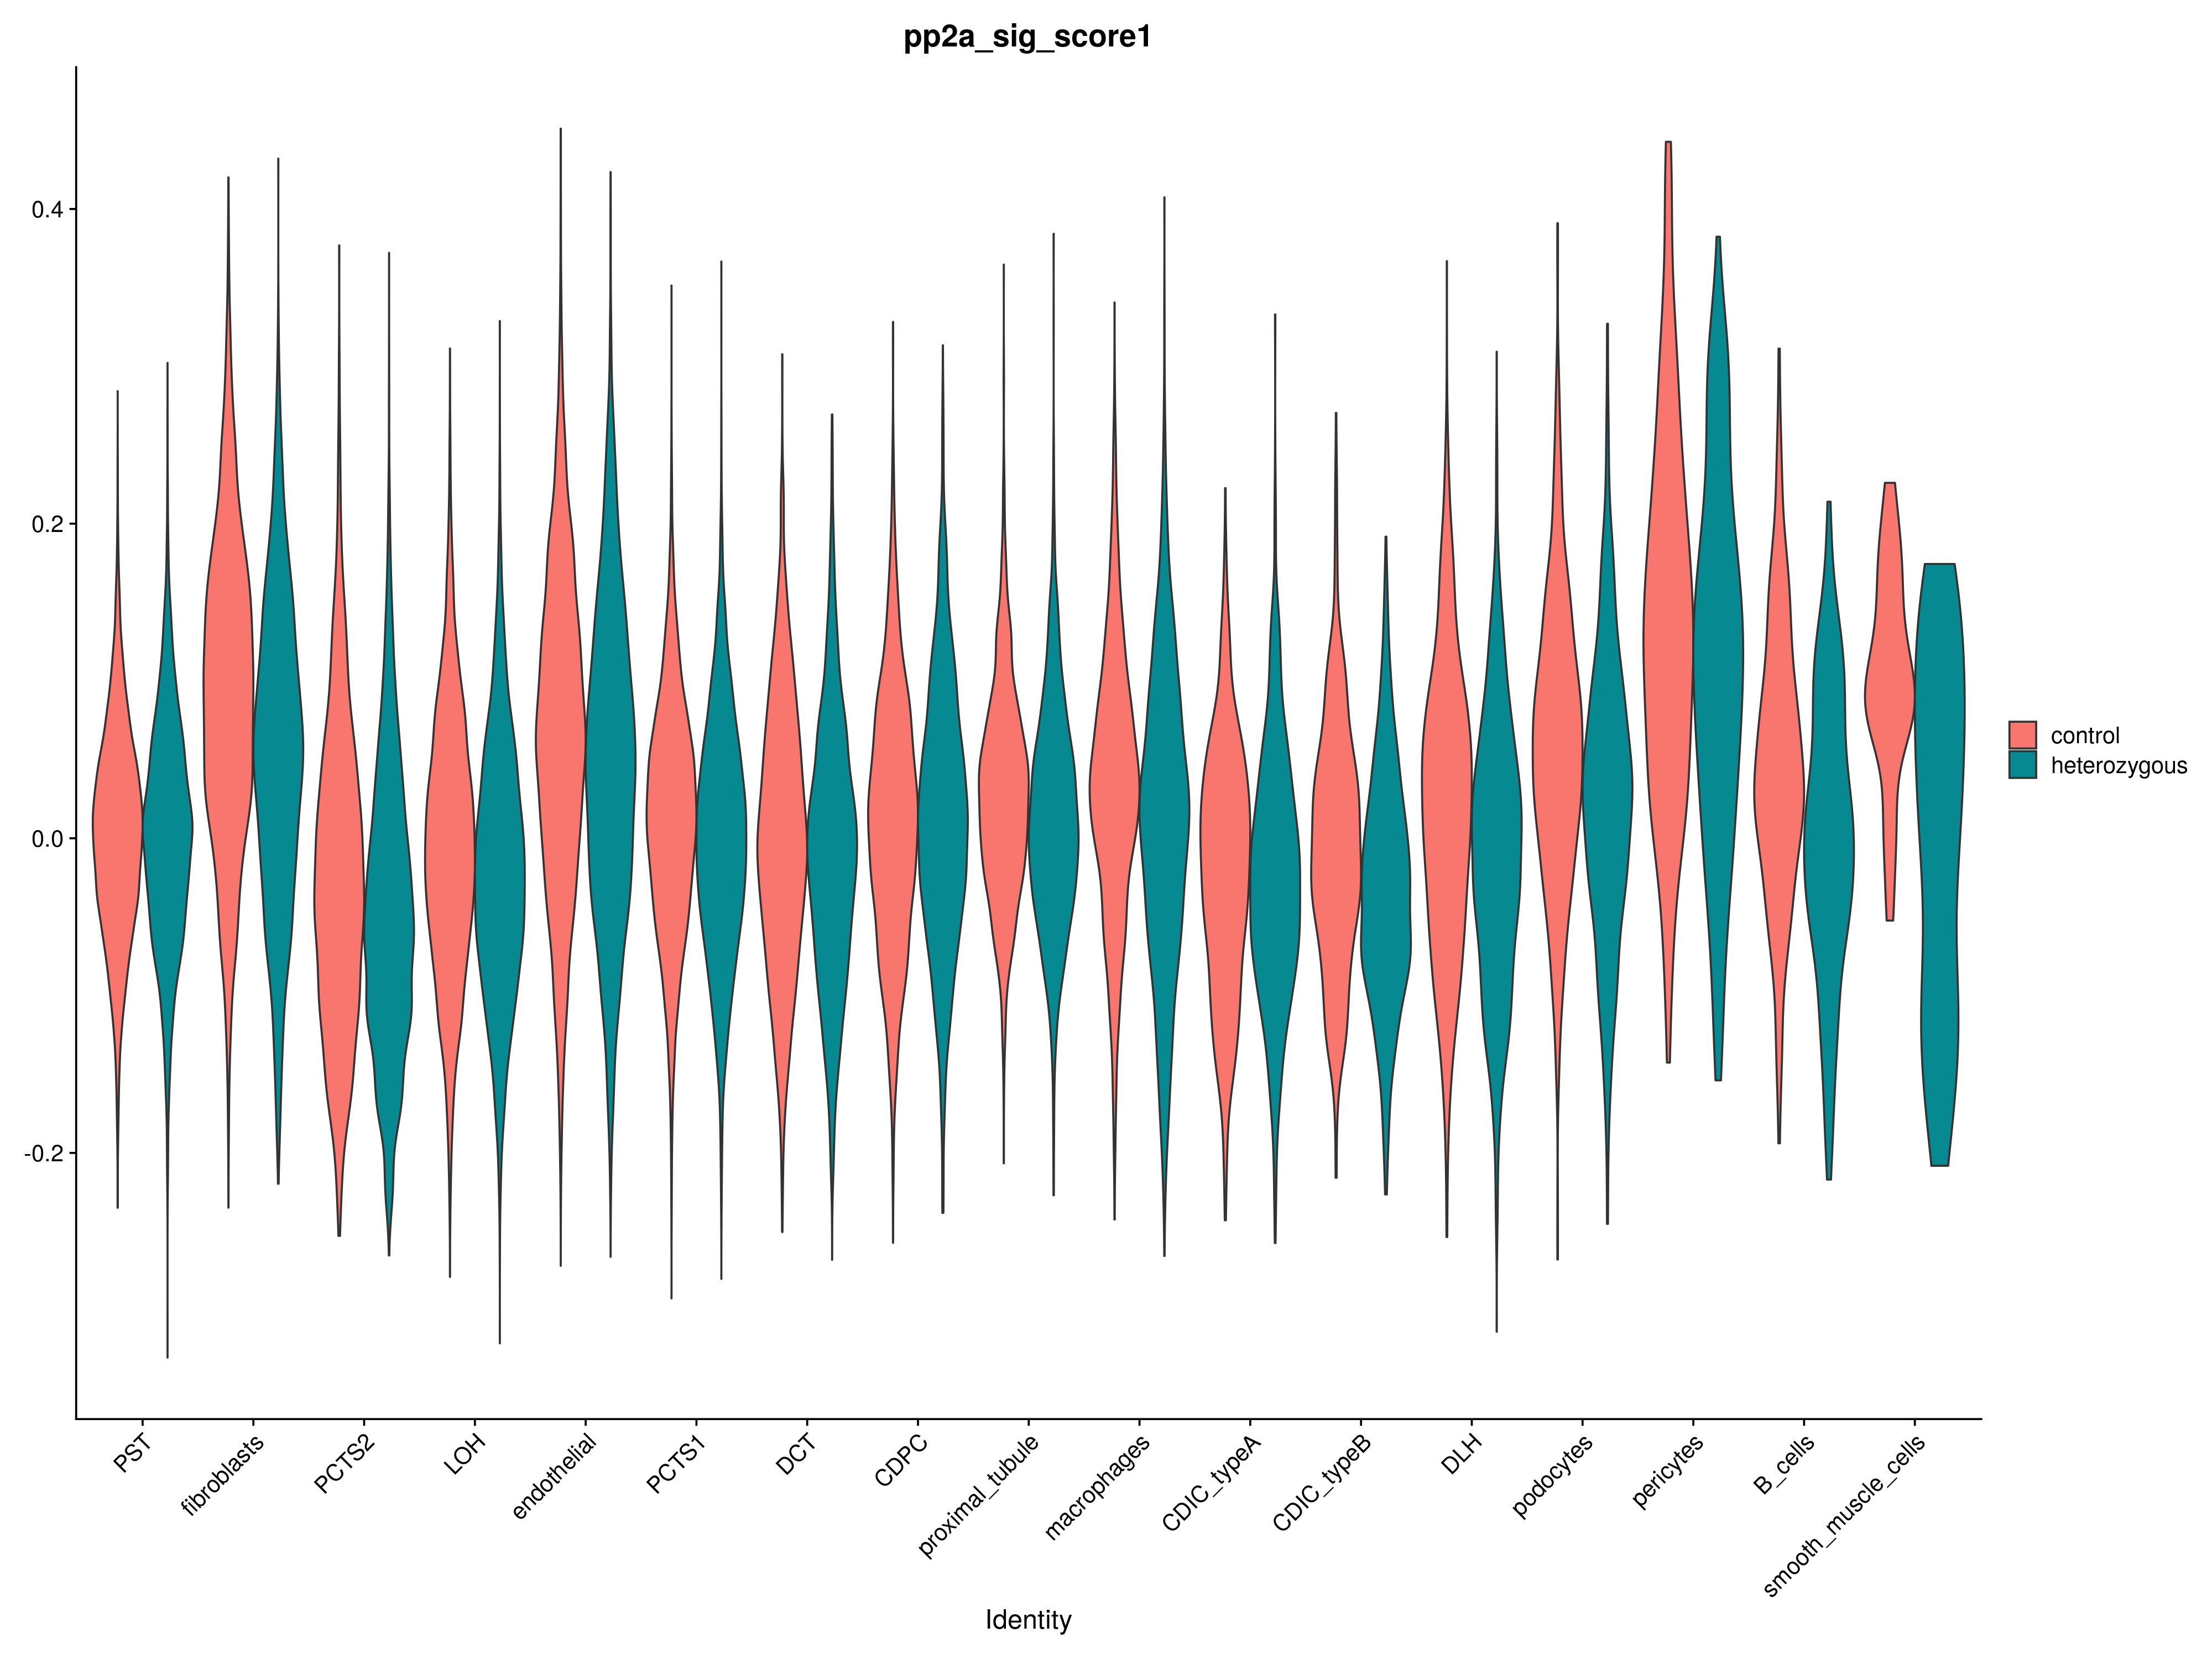 pp2a_sig_score1
0.4
0.2
0.0
-0.2
control
heterozygous
PST
fibroblasts
PCTS2
LOH
endothelial
PCTS1
DCT
CDPC
proximal_tubule
macrophages
CDIC_typeA
CDIC_typeB
DLH
podocytes
pericytes
B_cells
smooth_muscle_cells
Identity